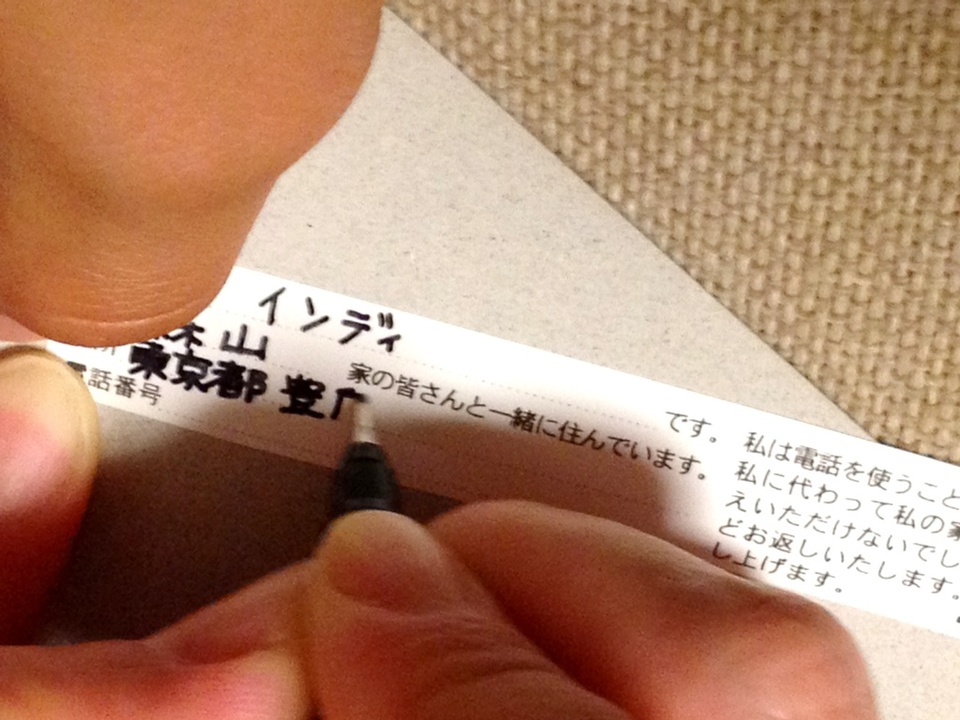 インディ です。
山 家の皆さんと一緒に住んでいます。
東京都 豊
話番号
私は電話を使うこと
私に代わって私の家
えいただけないでし
どお返しいたします。
し上げます。